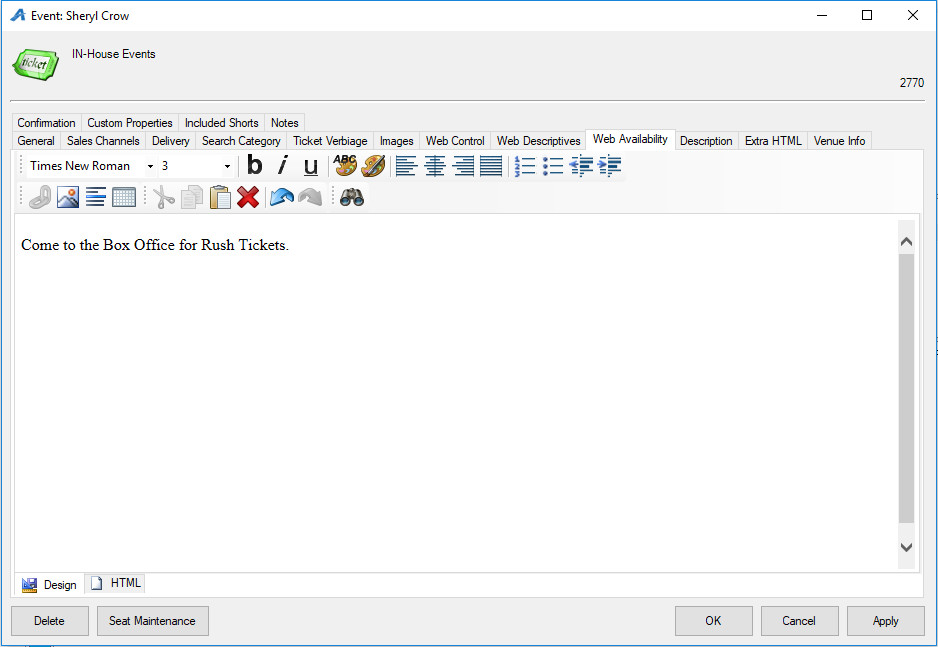 Event: Sheryl Crow
ticket
IN-House Events
2770
Confirmation Custom Properties Included Shorts Notes
General Sales Channels Delivery Search Category Ticket Verbiage Images Web Control Web Descriptives Web Availability Description Extra HTML Venue Info
Times New Roman 3 b i u ABC
Come to the Box Office for Rush Tickets.
Design HTML
Delete Seat Maintenance OK Cancel Apply